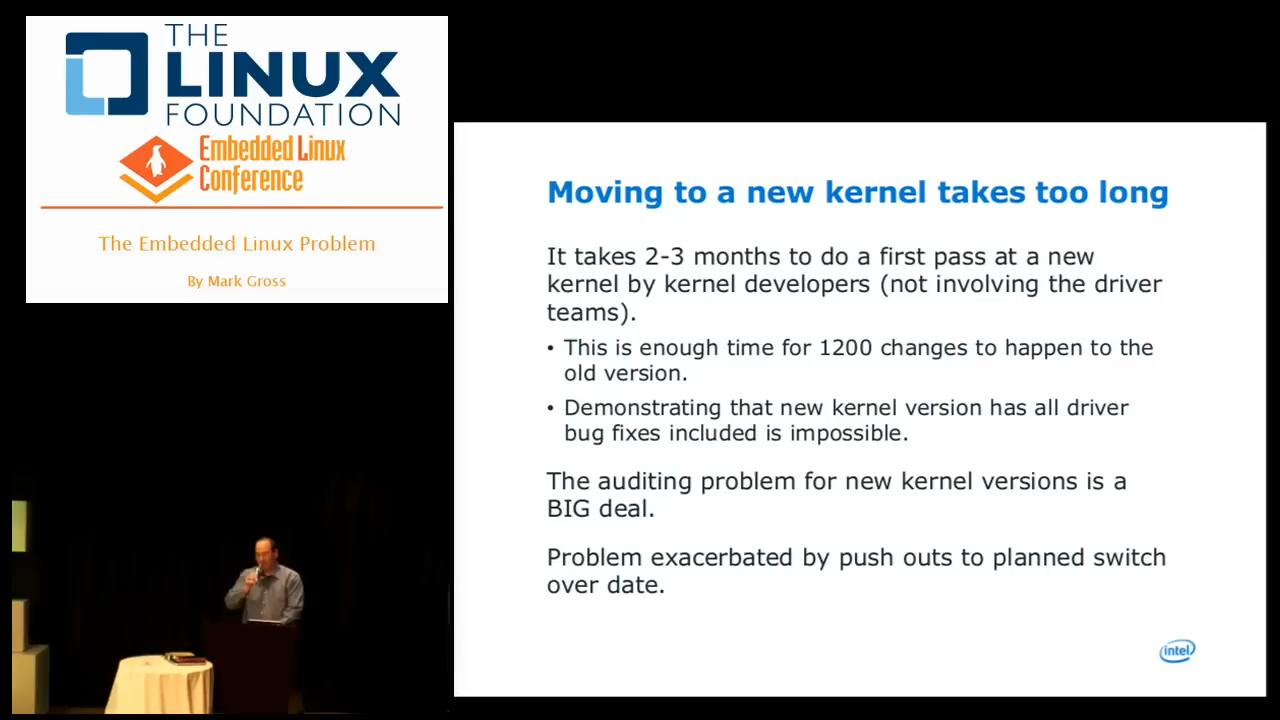 THE
LINUX
FOUNDATION
Embedded Linux
Conference
The Embedded Linux Problem
By Mark Gross
Moving to a new kernel takes too long
It takes 2-3 months to do a first pass at a new
kernel by kernel developers (not involving the driver
teams).
• This is enough time for 1200 changes to happen to the
old version.
• Demonstrating that new kernel version has all driver
bug fixes included is impossible.
The auditing problem for new kernel versions is a
BIG deal.
Problem exacerbated by push outs to planned switch
over date.
intel